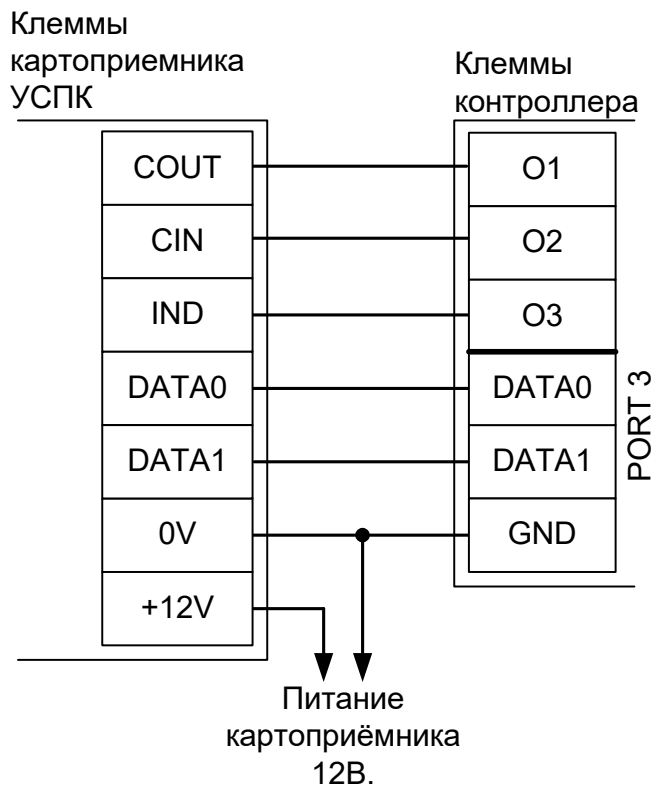 Клеммы
картоприемника
УСПК
Клеммы
контроллера
COUT
O1
CIN
O2
IND
O3
DATA0
DATA0
DATA1
DATA1
0V
GND
+12V
PORT 3
Питание
картоприёмника
12В.